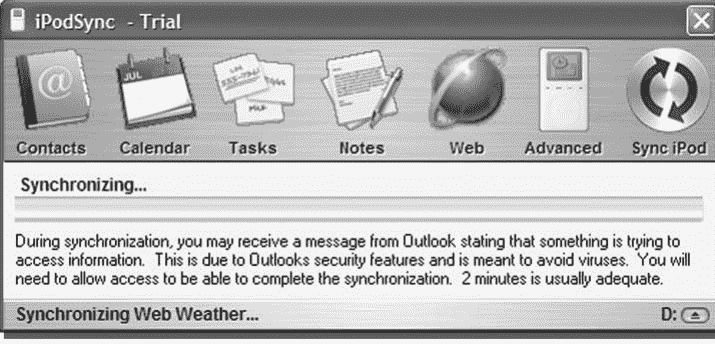 iPodSync - Trial
JUL
Contacts Calendar Tasks Notes Web Advanced Sync iPod
Synchronizing...
During synchronization, you may receive a message from Outlook stating that something is trying to
access information. This is due to Outlooks security features and is meant to avoid viruses. You will
need to allow access to be able to complete the synchronization. 2 minutes is usually adequate.
Synchronizing Web Weather... D: